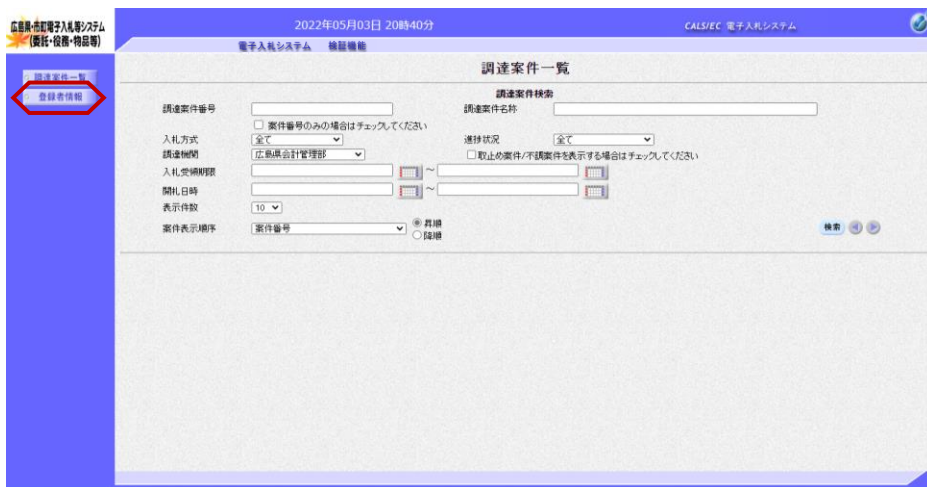 広島県・市町電子入札等システム
(委託・役務・物品等)
2022年05月03日 20時40分
CALS/EC 電子入札システム
電子入札システム 検証機能
調達案件一覧
登録者情報
調達案件一覧
調達案件検索
調達案件番号
調達案件名称
案件番号のみの場合はチェックしてください
入札方式 全て
進捗状況 全て
調達機関 広島県会計管理部
取止め案件/不調案件を表示する場合はチェックしてください
入札受領期限 ~
開札日時 ~
表示件数 10
案件表示順序 案件番号
昇順
降順
検索